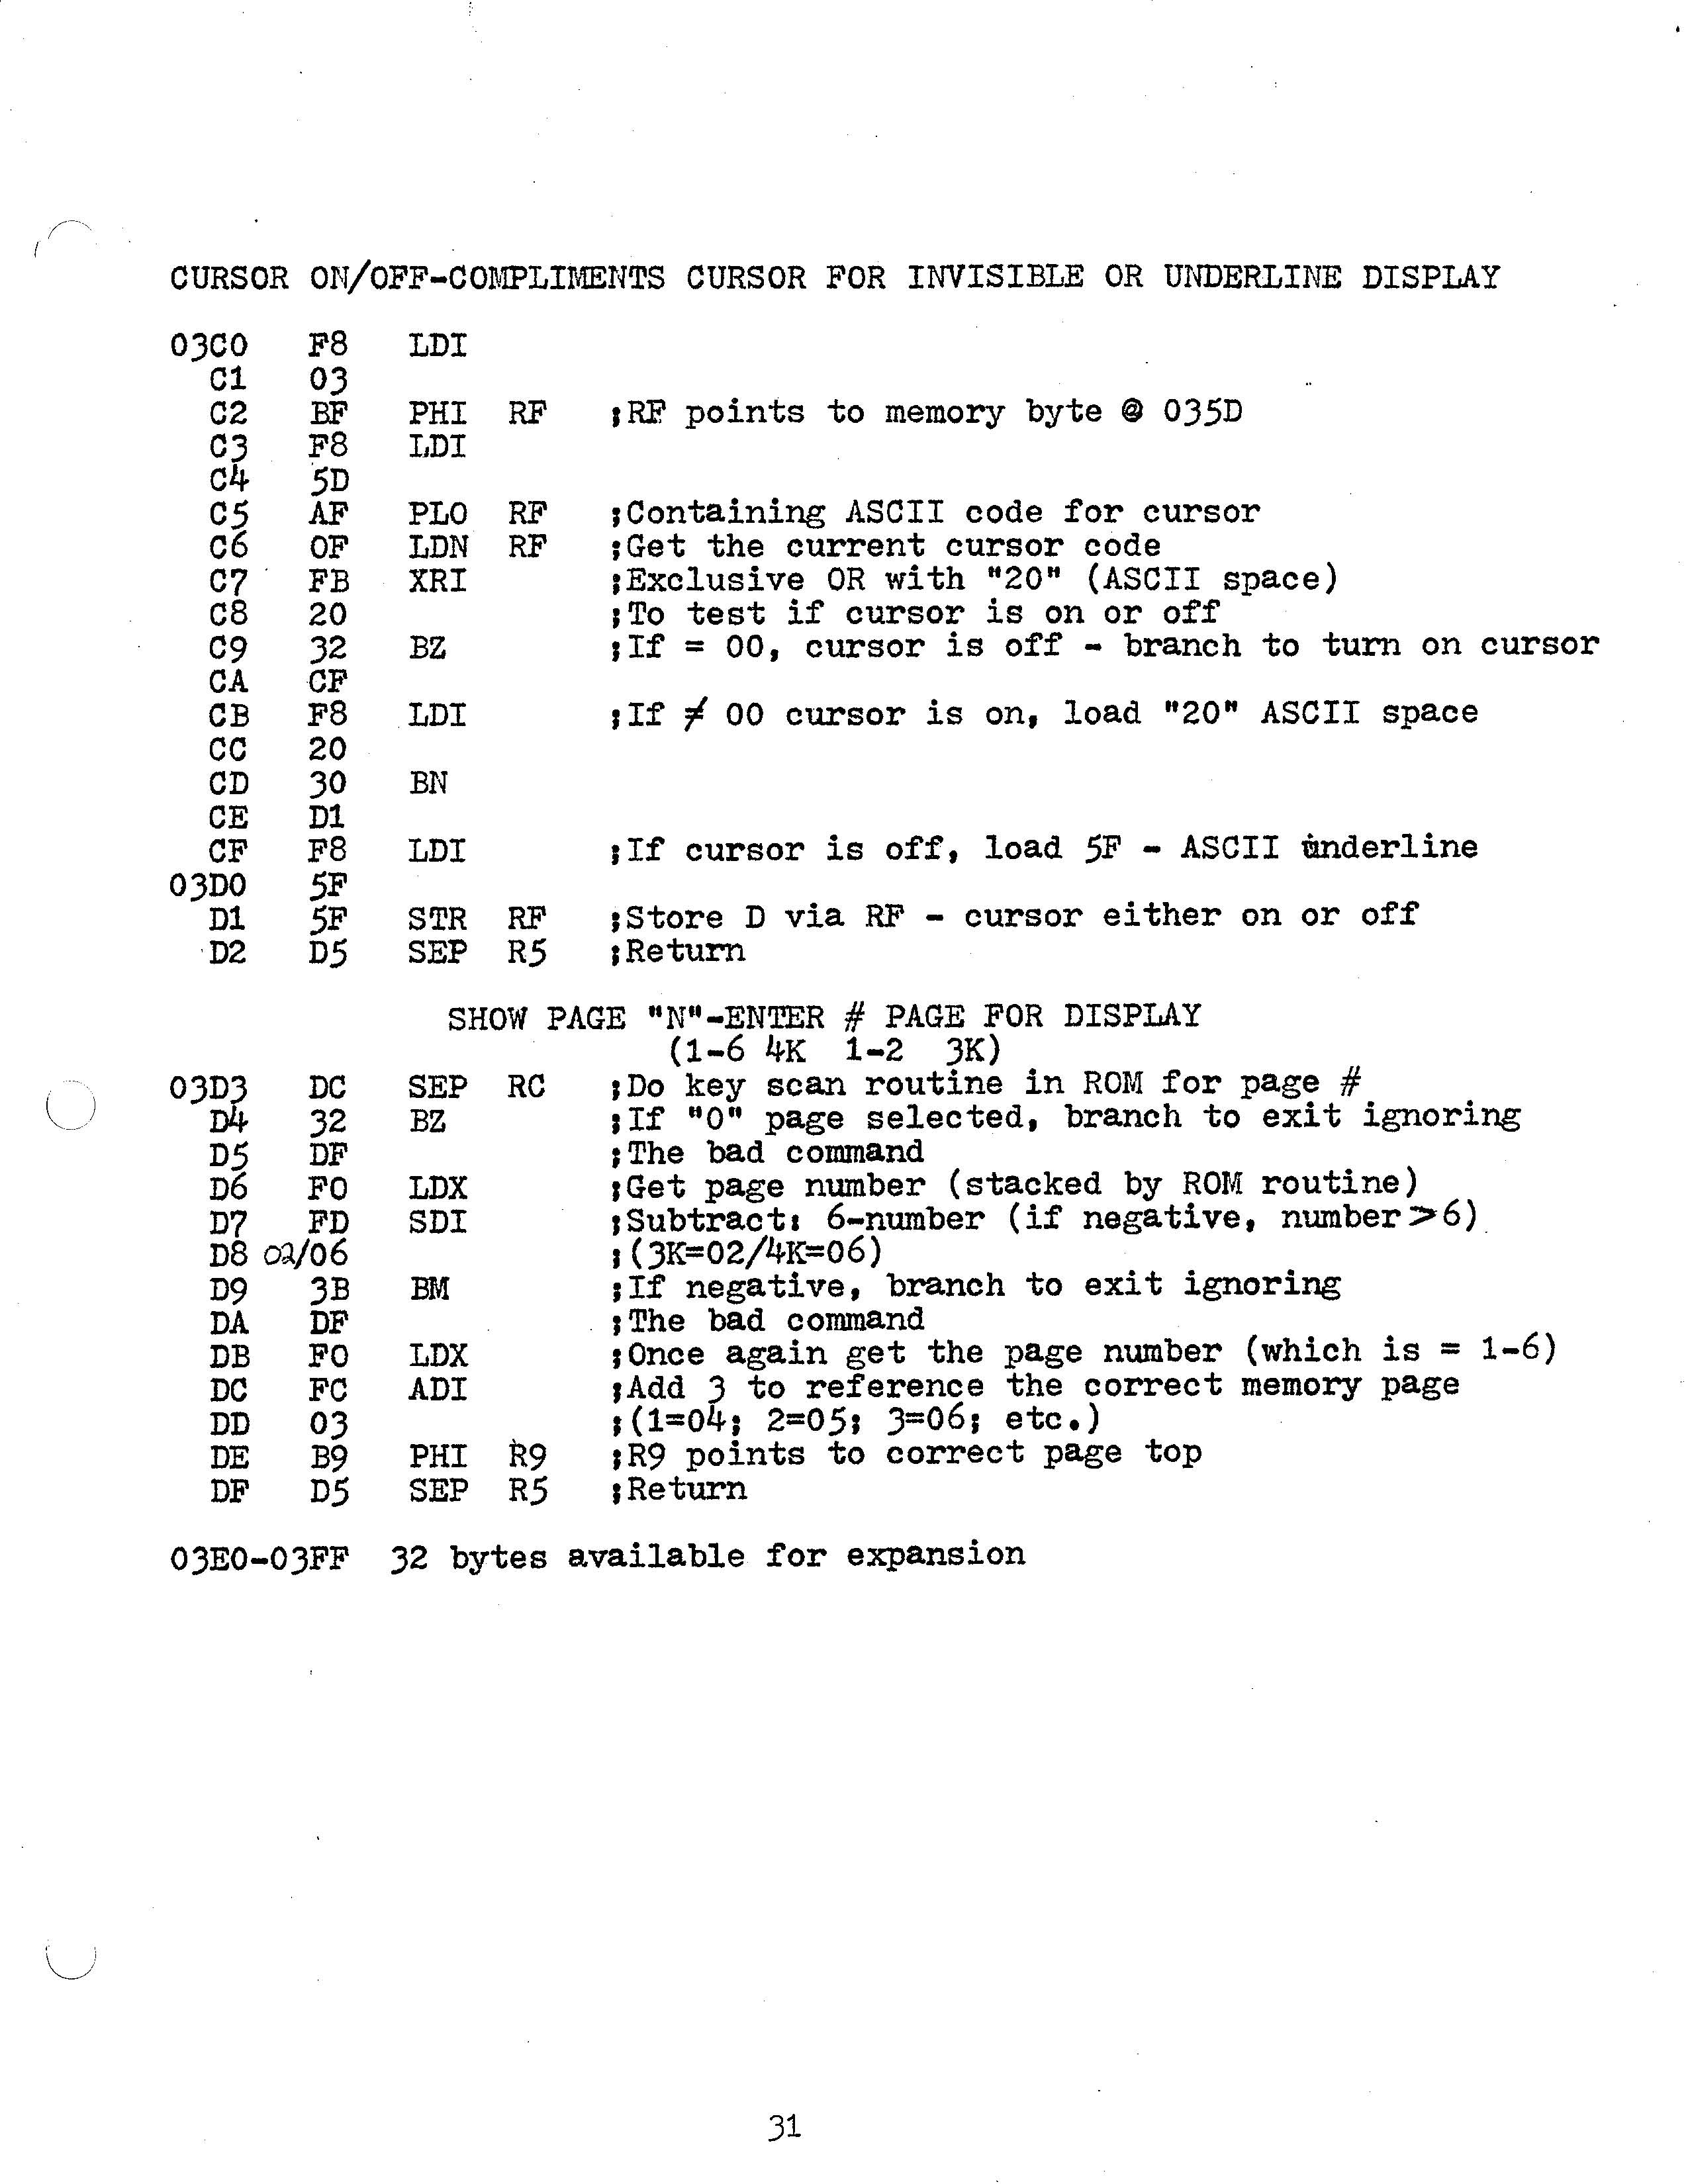 CURSOR ON/OFF-COMPLIMENTS CURSOR FOR INVISIBLE OR UNDERLINE DISPLAY
03C0 F8 LDI
C1 03
C2 BF PHI RF ;RF points to memory byte @ 035D
C3 F8 LDI
C4 5D
C5 AF PLO RF ;Containing ASCII code for cursor
C6 0F LDN RF ;Get the current cursor code
C7 FB XRI ;Exclusive OR with "20" (ASCII space)
C8 20 ;To test if cursor is on or off
C9 32 BZ ;If = 00, cursor is off - branch to turn on cursor
CA CF
CB F8 LDI ;If ≠ 00 cursor is on, load "20" ASCII space
CC 20
CD 30 BN
CE D1
CF F8 LDI ;If cursor is off, load 5F - ASCII underline
03D0 5F
D1 5F STR RF ;Store D via RF - cursor either on or off
D2 D5 SEP R5 ;Return
SHOW PAGE "N"-ENTER # PAGE FOR DISPLAY
(1-6 4K 1-2 3K)
03D3 DC SEP RC ;Do key scan routine in ROM for page #
D4 32 BZ ;If "0" page selected, branch to exit ignoring
D5 DF ;The bad command
D6 F0 LDX ;Get page number (stacked by ROM routine)
D7 FD SDI ;Subtract: 6-number (if negative, number>6)
D8 02/06 ;(3K=02/4K=06)
D9 3B BM ;If negative, branch to exit ignoring
DA DF ;The bad command
DB F0 LDX ;Once again get the page number (which is = 1-6)
DC FC ADI ;Add 3 to reference the correct memory page
DD 03 ;(1=04; 2=05; 3=06; etc.)
DE B9 PHI R9 ;R9 points to correct page top
DF D5 SEP R5 ;Return
03E0-03FF 32 bytes available for expansion
31